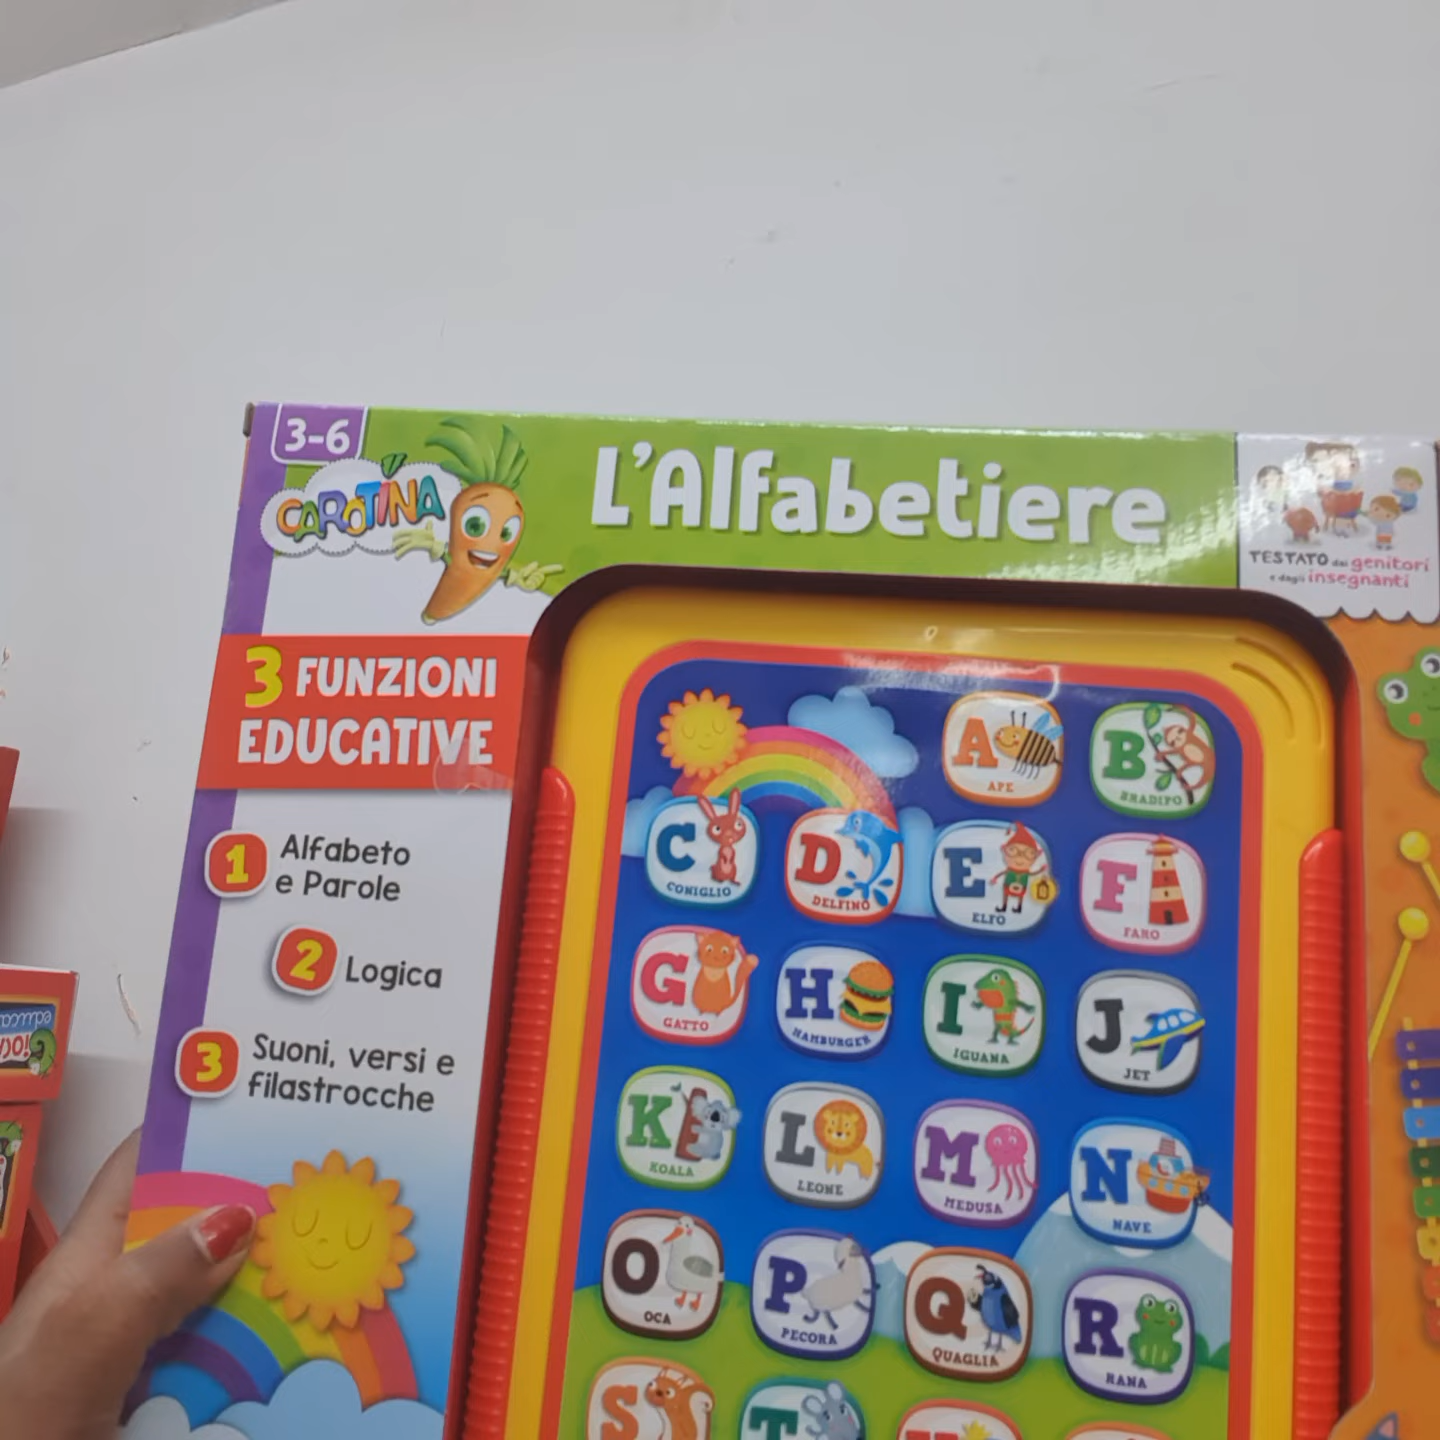 3-6
CAROTINA
L'Alfabetiere
TESTATO dai genitori
e dagli insegnanti
3 FUNZIONI
EDUCATIVE
1 Alfabeto
e Parole
2 Logica
3 Suoni, versi e
filastrocche
A
APE
B
BRADIPO
C
CONIGLIO
D
DELFINO
E
ELFO
F
FARO
G
GATTO
H
HAMBURGER
I
IGUANA
J
JET
K
KOALA
L
LEONE
M
MEDUSA
N
NAVE
O
OCA
P
PECORA
Q
QUAGLIA
R
RANA
S
T